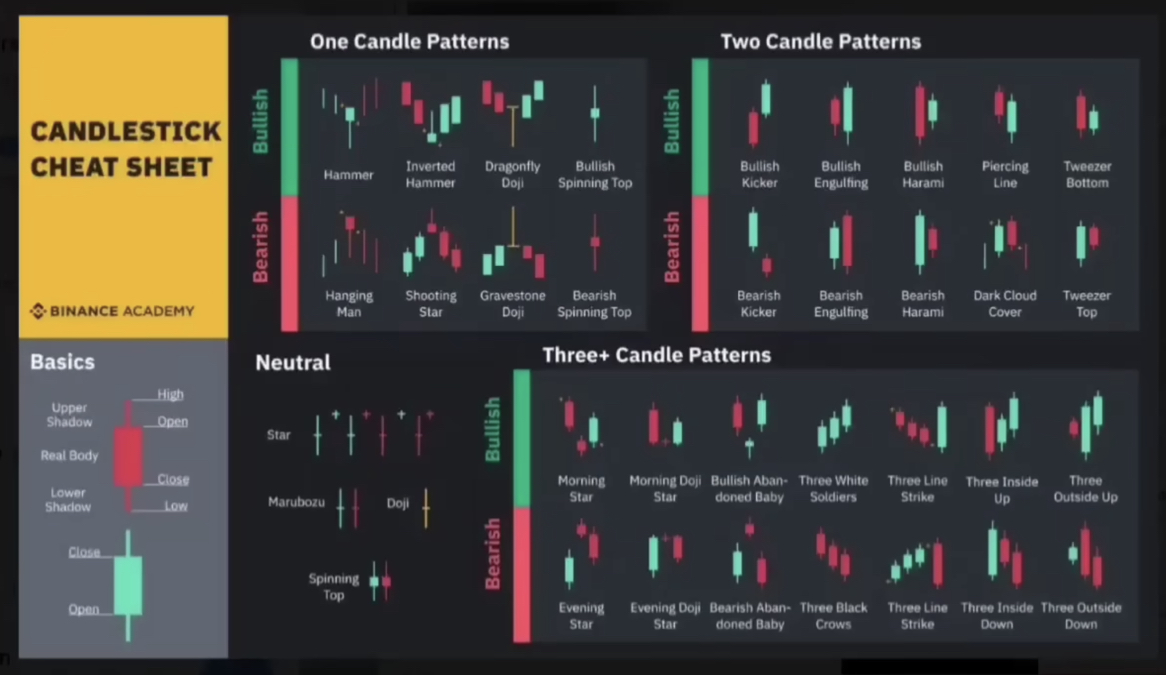 CANDLESTICK
CHEAT SHEET
BINANCE ACADEMY
Basics
High
Upper
Shadow
Open
Real Body
Close
Lower
Shadow
Low
Close
Open
One Candle Patterns
Bullish
Hammer
Inverted
Hammer
Dragonfly
Doji
Bullish
Spinning Top
Bearish
Hanging
Man
Shooting
Star
Gravestone
Doji
Bearish
Spinning Top
Two Candle Patterns
Bullish
Bullish
Kicker
Bullish
Engulfing
Bullish
Harami
Piercing
Line
Tweezer
Bottom
Bearish
Bearish
Kicker
Bearish
Engulfing
Bearish
Harami
Dark Cloud
Cover
Tweezer
Top
Neutral
Star
Marubozu
Doji
Spinning
Top
Three+ Candle Patterns
Bullish
Morning
Star
Morning Doji
Star
Bullish Aban-
doned Baby
Three White
Soldiers
Three Line
Strike
Three Inside
Up
Three
Outside Up
Bearish
Evening
Star
Evening Doji
Star
Bearish Aban-
doned Baby
Three Black
Crows
Three Line
Strike
Three Inside
Down
Three Outside
Down